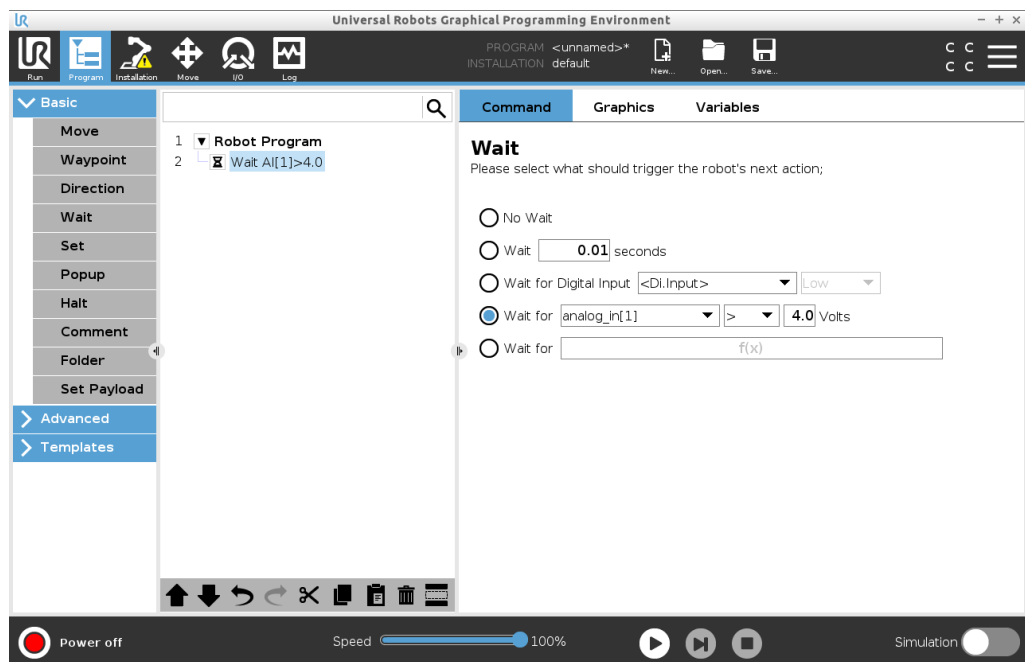 UR Universal Robots Graphical Programming Environment - + x
UR PROGRAM <unnamed>* C C
INSTALLATION default C C
Run Program Installation Move I/O Log New... Open... Save...
Basic
Move
Waypoint
Direction
Wait
Set
Popup
Halt
Comment
Folder
Set Payload
Advanced
Templates
1 Robot Program
2 Wait AI[1]>4.0
Command Graphics Variables
Wait
Please select what should trigger the robot's next action;
No Wait
Wait 0.01 seconds
Wait for Digital Input <Di.Input> Low
Wait for analog_in[1] > 4.0 Volts
Wait for f(x)
Power off Speed 100% Simulation